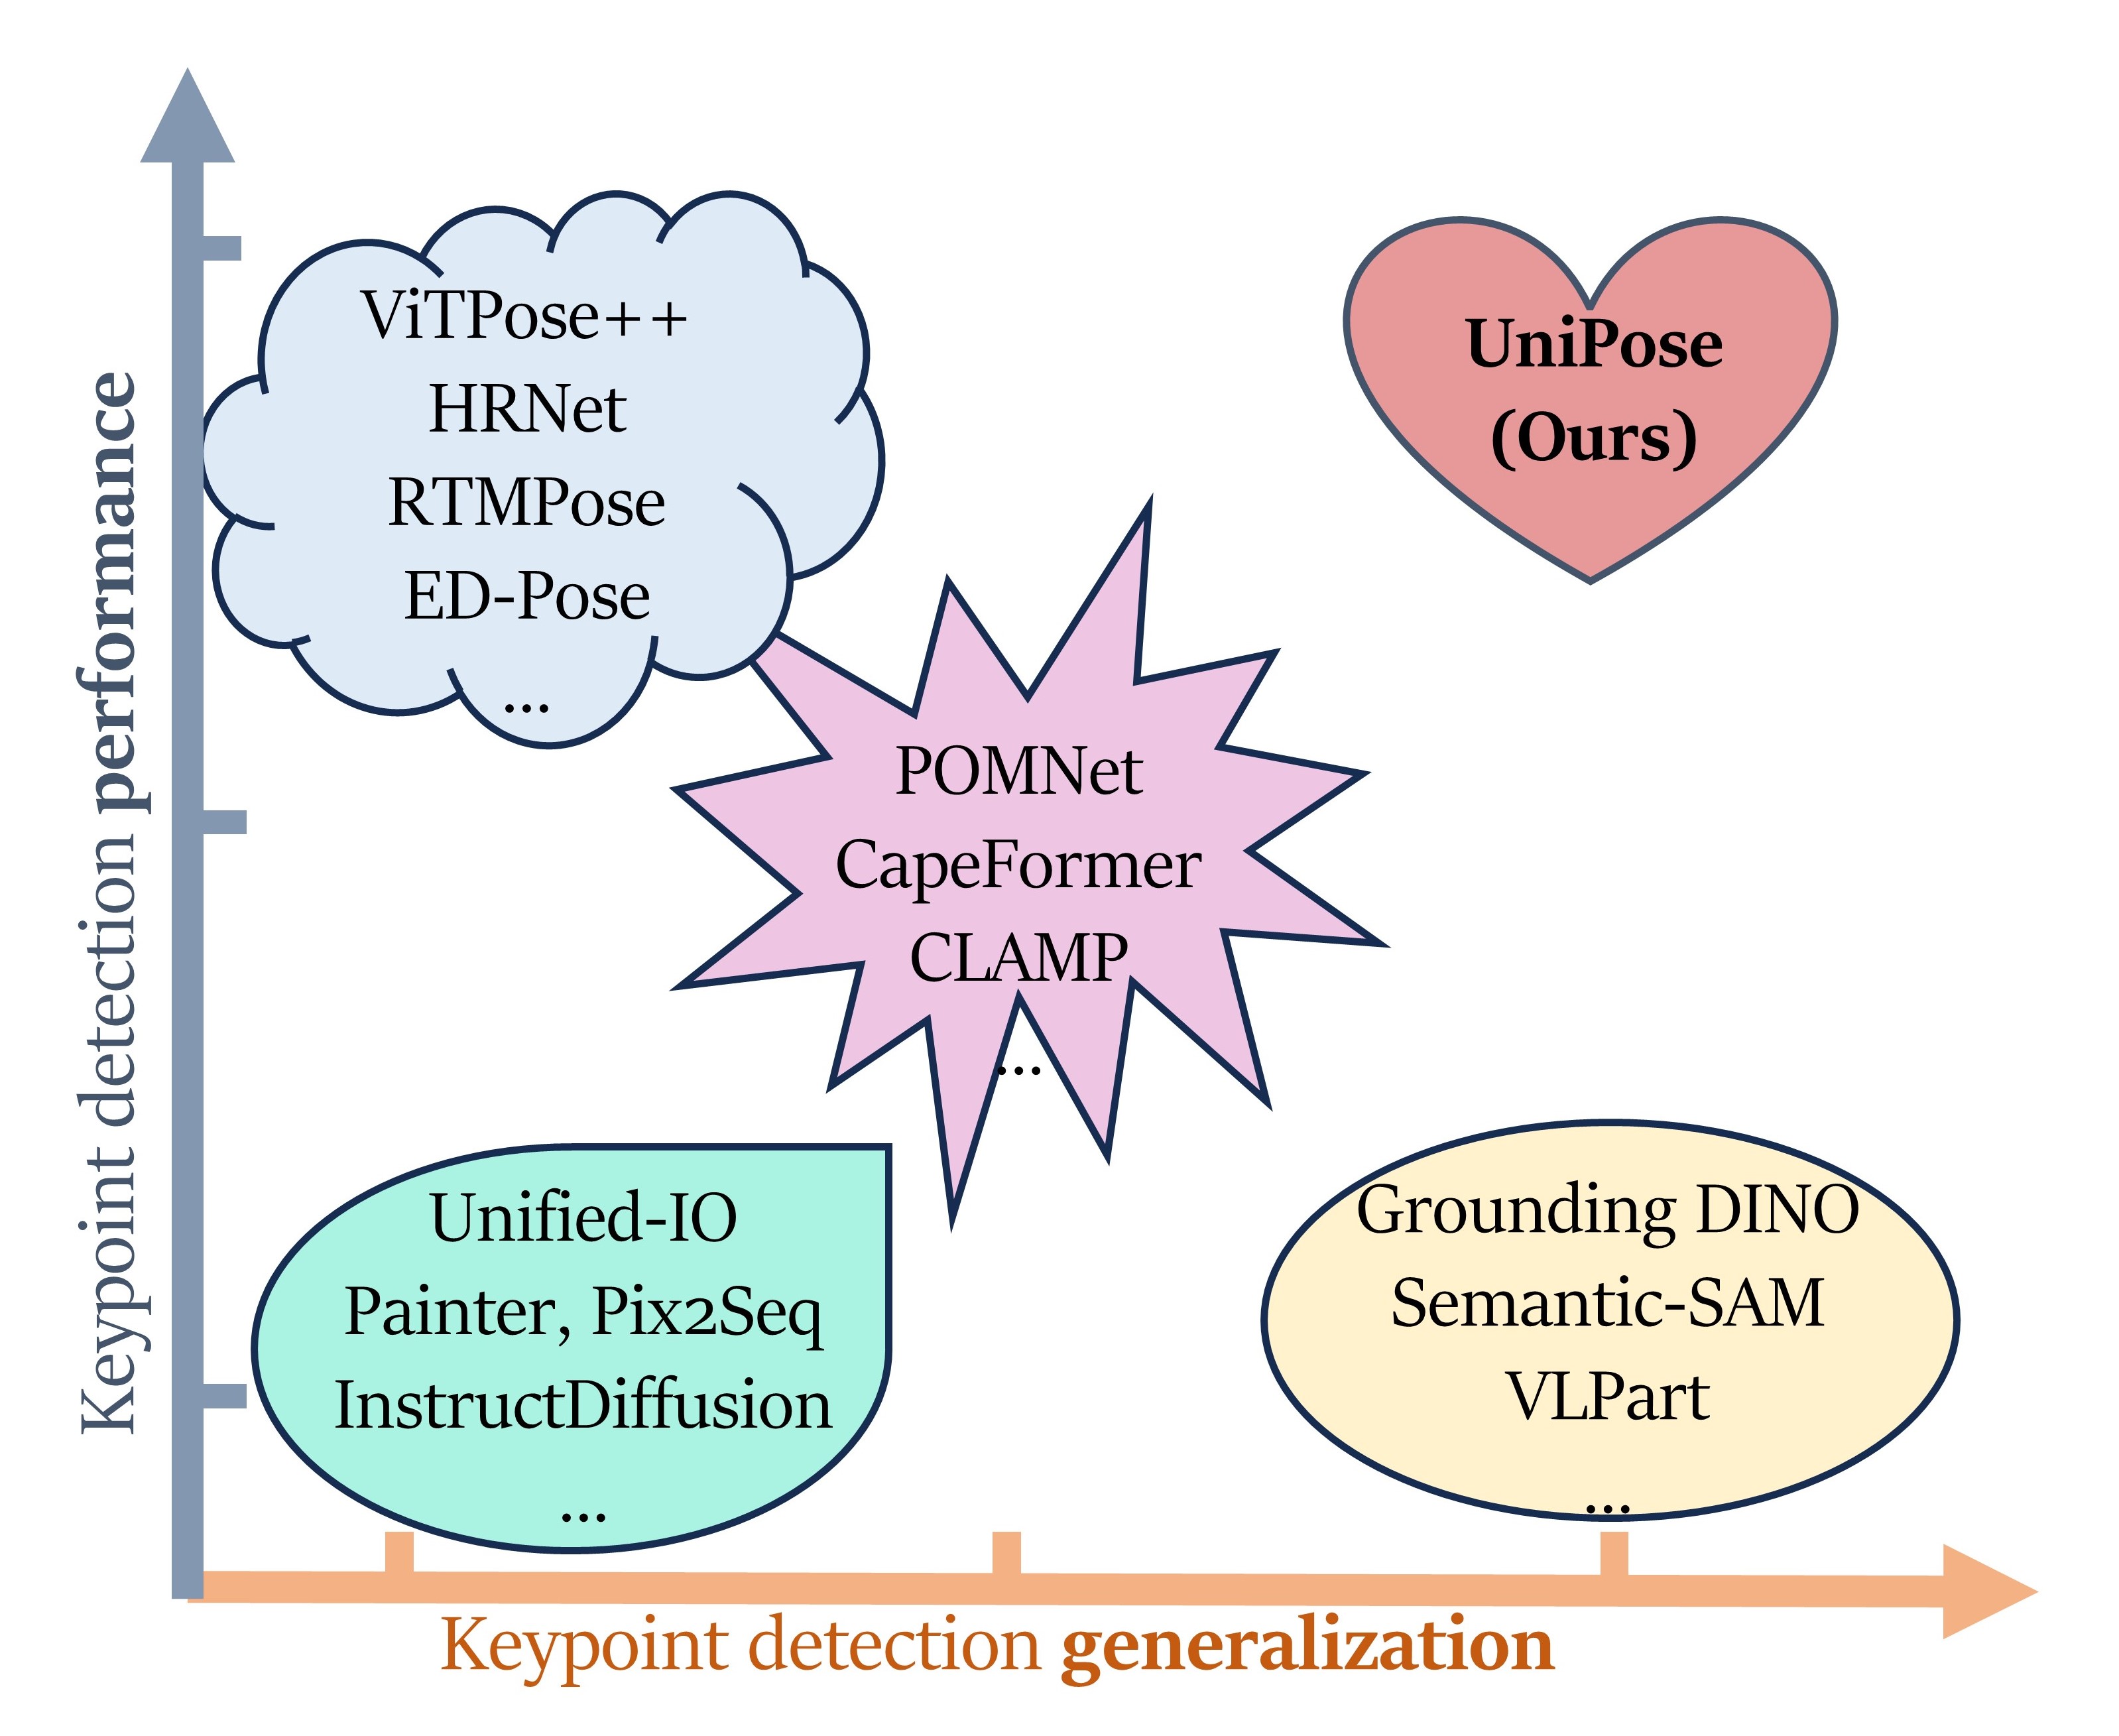 Keypoint detection performance
ViTPose++
HRNet
RTMPose
ED-Pose
...
UniPose
(Ours)
POMNet
CapeFormer
CLAMP
...
Unified-IO
Painter, Pix2Seq
InstructDiffusion
...
Grounding DINO
Semantic-SAM
VLPart
...
Keypoint detection generalization